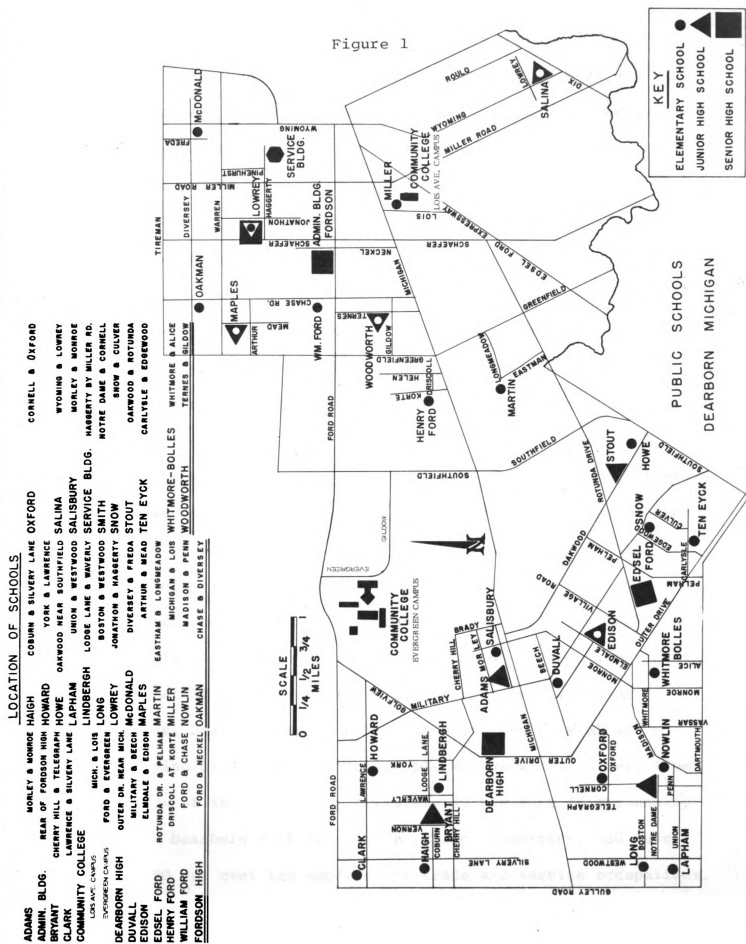 Figure 1
LOCATION OF SCHOOLS
ADAMS MORLEY & MONROE
ADMIN. BLDG. REAR OF FORDSON HIGH
BRYANT CHERRY HILL & TELEGRAPH
CLARK LAWRENCE & SILVERY LANE
COMMUNITY COLLEGE
LOIS AVE. CAMPUS MICH. & LOIS
EVERGREEN CAMPUS FORD & EVERGREEN
DEARBORN HIGH OUTER DR. NEAR MICH.
DUVALL MILITARY & BEECH
EDISON ELMDALE & EDISON
EDSEL FORD ROTUNDA DR. & PELHAM
HENRY FORD DRISCOLL AT KORTE
WILLIAM FORD FORD & CHASE
FORDSON HIGH FORD & NECKEL
HAIGH COBURN & SILVERY LANE
HOWARD YORK & LAWRENCE
HOWE OAKWOOD NEAR SOUTHFIELD
LAPHAM UNION & WESTWOOD
LINDBERGH LODGE LANE & WAVERLY
LONG BOSTON & WESTWOOD
LOWREY JONATHON & HAGGERTY
McDONALD DIVERSEY & FREDA
MAPLES ARTHUR & MEAD
MARTIN EASTHAM & LONGMEADOW
MILLER MICHIGAN & LOIS
NOWLIN MADISON & PENN
OAKMAN CHASE & DIVERSEY
OXFORD CORNELL & OXFORD
SALINA WYOMING & LOWREY
SALISBURY MORLEY & MONROE
SERVICE BLDG. HAGGERTY BY MILLER RD.
SMITH NOTRE DAME & CORNELL
SNOW SNOW & CULVER
STOUT OAKWOOD & ROTUNDA
TEN EYCK CARLYSLE & EDGEWOOD
WHITMORE-BOLLES WHITMORE & ALICE
WOODWORTH TERNES & GILDOW
SCALE
0 1/4 1/2 3/4 1
MILES
N
TIREMAN
FREDA
McDONALD
DIVERSEY
OAKMAN
WARREN
MILLER ROAD
PINEHURST
WYOMING
LOWREY
HAGGERTY
SERVICE
BLDG.
JONATHON
SCHAEFER
MAPLES
ARTHUR
MEAD
CHASE RD.
ADMIN. BLDG.
FORDSON
WM. FORD
FORD ROAD
NECKEL
MICHIGAN
WOODWORTH
TERNES
GILDOW
GREENFIELD
HELEN
KORTE
DRISCOLL
HENRY
FORD
MILLER
COMMUNITY
COLLEGE
LOIS AVE. CAMPUS
LOIS
SCHAEFER
EXPRESSWAY
EDSEL FORD
WYOMING
MILLER ROAD
ROULO
LOWREY
SALINA
DIX
GREENFIELD
LONGMEADOW
MARTIN
EASTMAN
SOUTHFIELD
SOUTHFIELD
EVERGREEN
GILDOW
COMMUNITY
COLLEGE
EVERGREEN CAMPUS
ROTUNDA DRIVE
STOUT
HOWE
SOUTHFIELD
OAKWOOD
PELHAM
SNOW
CULVER
EDGEWOOD
TEN EYCK
CARLYSLE
PELHAM
EDSEL
FORD
VILLAGE ROAD
OUTER DRIVE
EDISON
ELMDALE
MONROE
BRADY
CHERRY HILL
MORLEY
SALISBURY
ADAMS
BEECH
DUVALL
GOLFVIEW
MILITARY
MICHIGAN
OUTER DRIVE
DEARBORN
HIGH
FORD ROAD
HOWARD
LAWRENCE
YORK
LODGE LANE
LINDBERGH
WAVERLY
VERNON
BRYANT
CHERRY HILL
COBURN
HAIGH
CLARK
SILVERY LANE
GULLEY ROAD
TELEGRAPH
OXFORD
OXFORD
CORNELL
MADISON
WHITMORE
WHITMORE
BOLLES
ALICE
MONROE
VASSAR
DARTMOUTH
NOWLIN
PENN
WESTWOOD
LONG
BOSTON
NOTRE DAME
UNION
LAPHAM
PUBLIC SCHOOLS
DEARBORN MICHIGAN
KEY
ELEMENTARY SCHOOL
JUNIOR HIGH SCHOOL
SENIOR HIGH SCHOOL